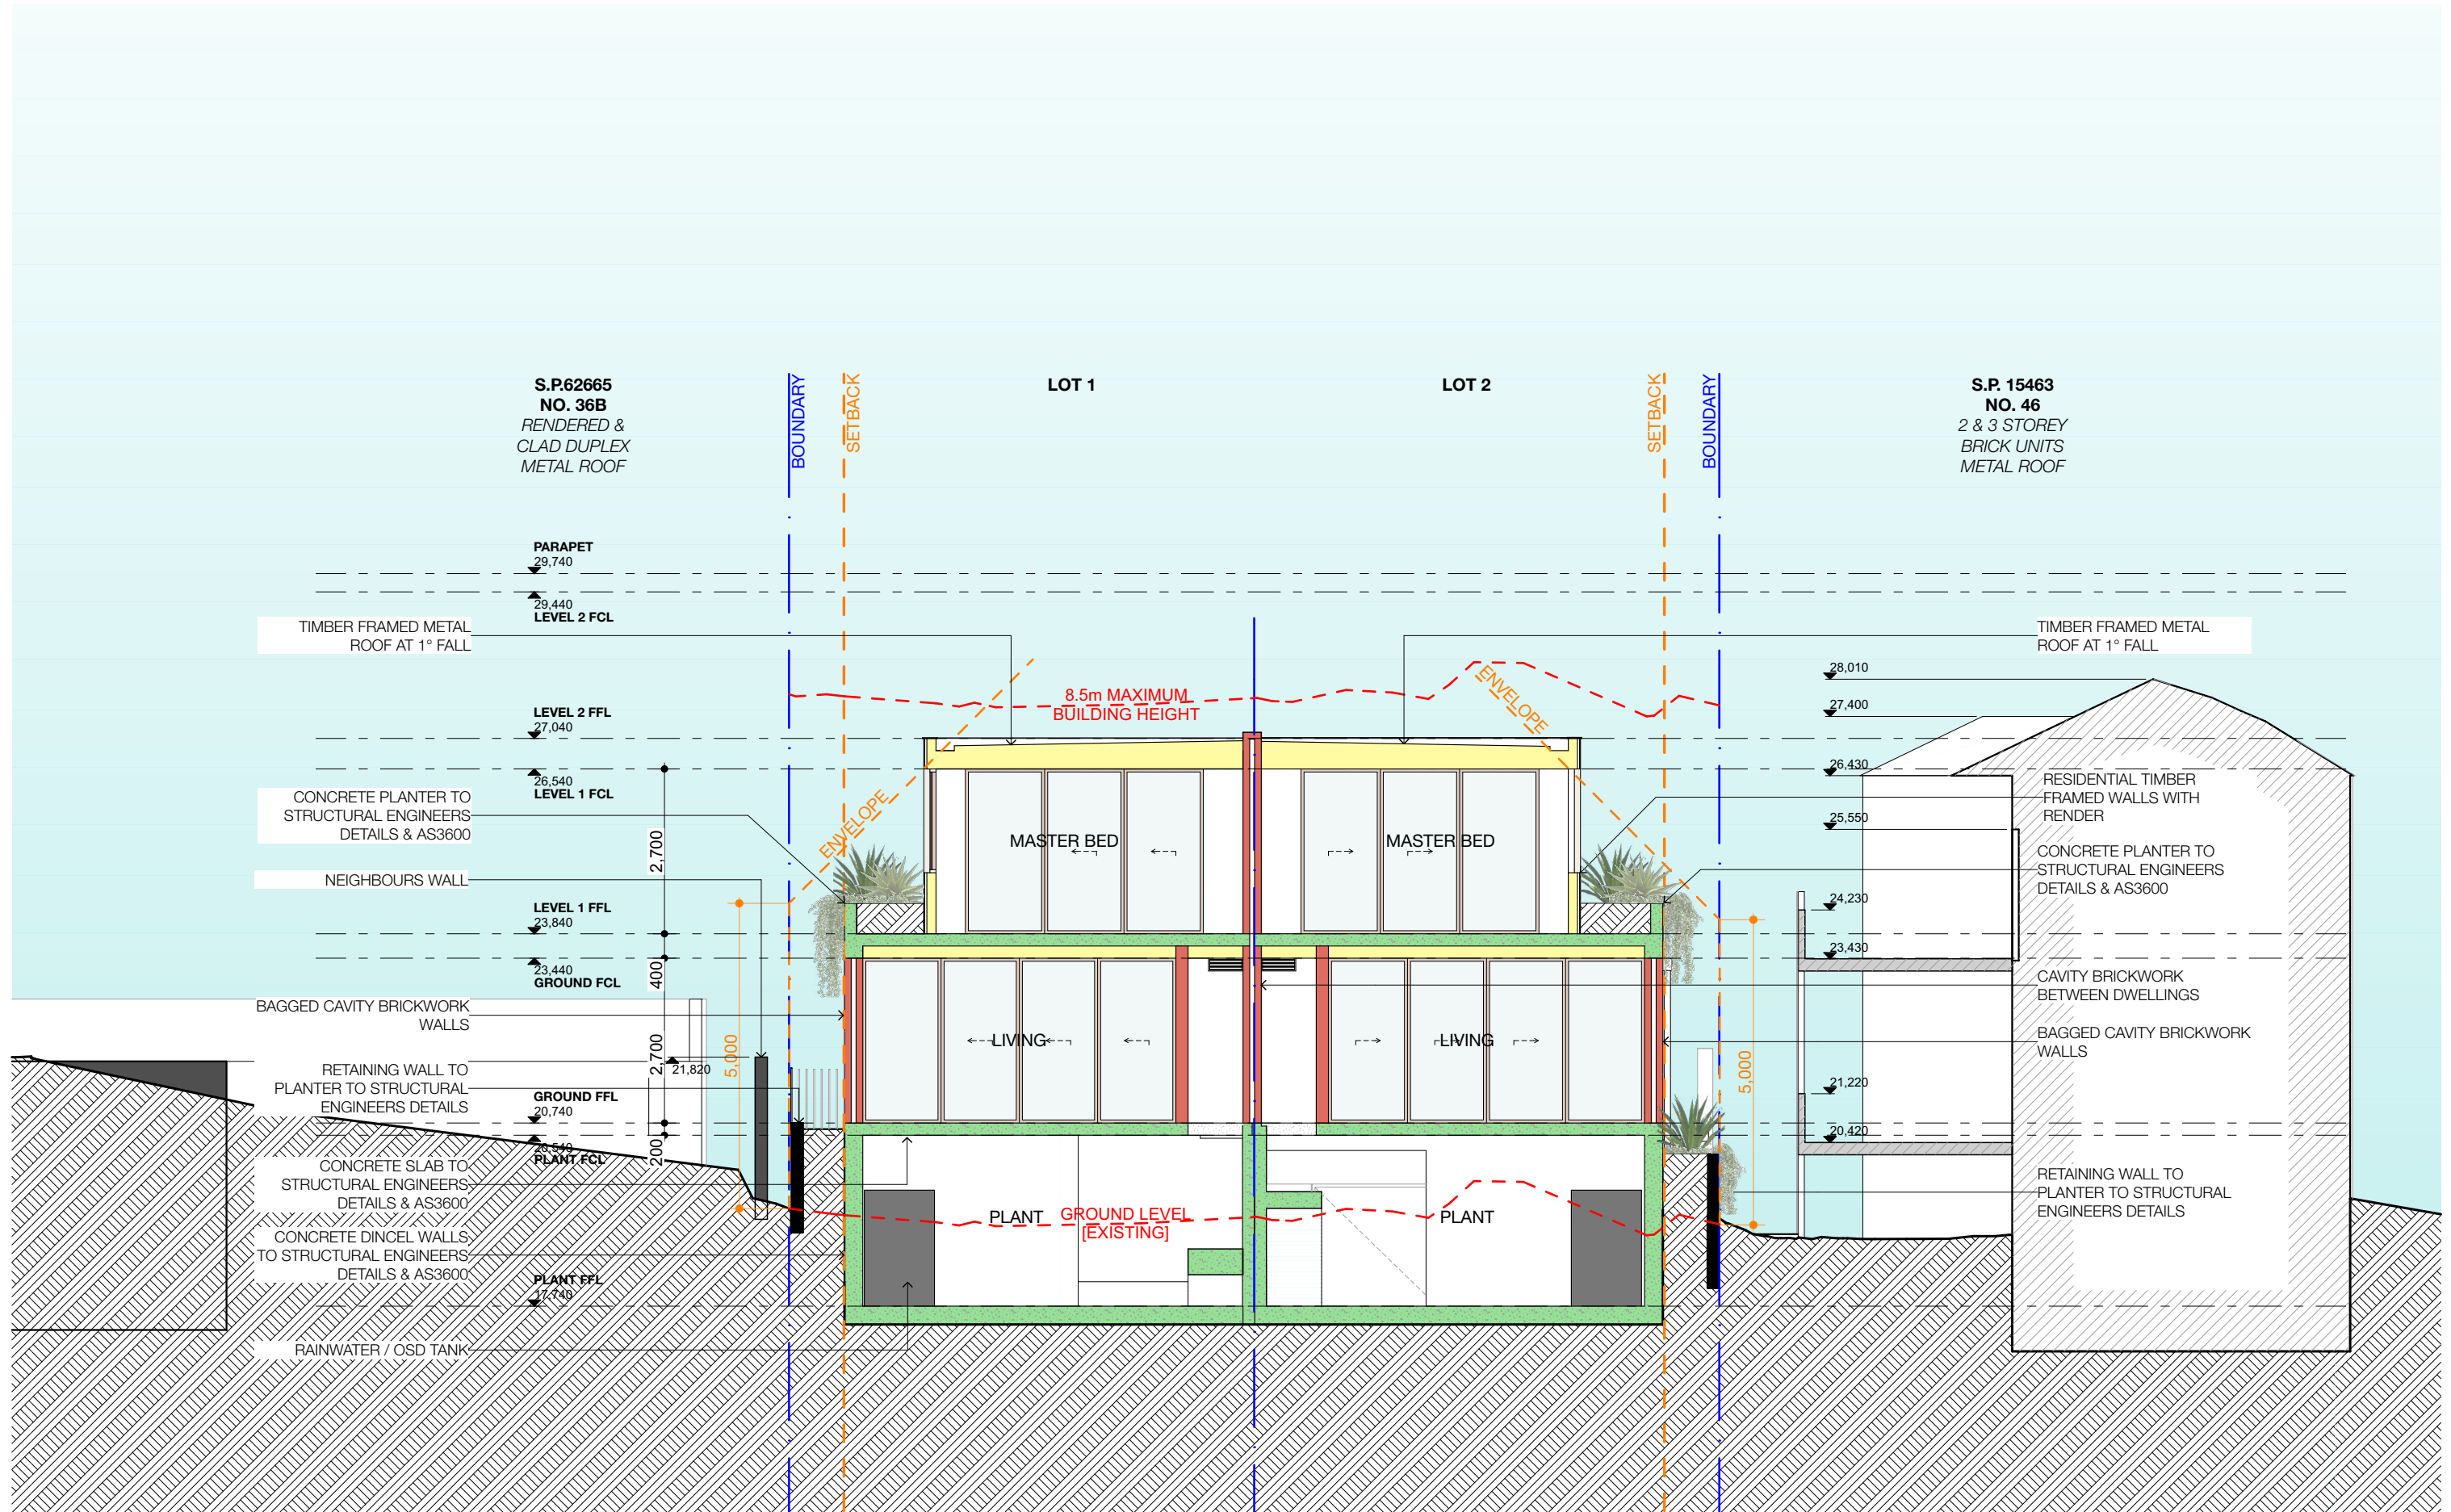 S.P.62665
NO. 36B
RENDERED &
CLAD DUPLEX
METAL ROOF
BOUNDARY
SETBACK
LOT 1
LOT 2
SETBACK
BOUNDARY
S.P. 15463
NO. 46
2 & 3 STOREY
BRICK UNITS
METAL ROOF
PARAPET
29,740
29,440
LEVEL 2 FCL
TIMBER FRAMED METAL
ROOF AT 1° FALL
TIMBER FRAMED METAL
ROOF AT 1° FALL
28,010
27,400
ENVELOPE
8.5m MAXIMUM
BUILDING HEIGHT
LEVEL 2 FFL
27,040
26,540
LEVEL 1 FCL
26,430
RESIDENTIAL TIMBER
FRAMED WALLS WITH
RENDER
CONCRETE PLANTER TO
STRUCTURAL ENGINEERS
DETAILS & AS3600
2,700
ENVELOPE
MASTER BED
MASTER BED
25,550
CONCRETE PLANTER TO
STRUCTURAL ENGINEERS
DETAILS & AS3600
NEIGHBOURS WALL
24,230
LEVEL 1 FFL
23,840
23,440
GROUND FCL
400
23,430
CAVITY BRICKWORK
BETWEEN DWELLINGS
BAGGED CAVITY BRICKWORK
WALLS
BAGGED CAVITY BRICKWORK
WALLS
LIVING
LIVING
2,700
5,000
21,820
5,000
21,220
RETAINING WALL TO
PLANTER TO STRUCTURAL
ENGINEERS DETAILS
GROUND FFL
20,740
20,540
PLANT FCL
200
20,420
CONCRETE SLAB TO
STRUCTURAL ENGINEERS
DETAILS & AS3600
RETAINING WALL TO
PLANTER TO STRUCTURAL
ENGINEERS DETAILS
PLANT
GROUND LEVEL
[EXISTING]
PLANT
CONCRETE DINCEL WALLS
TO STRUCTURAL ENGINEERS
DETAILS & AS3600
PLANT FFL
17,740
RAINWATER / OSD TANK